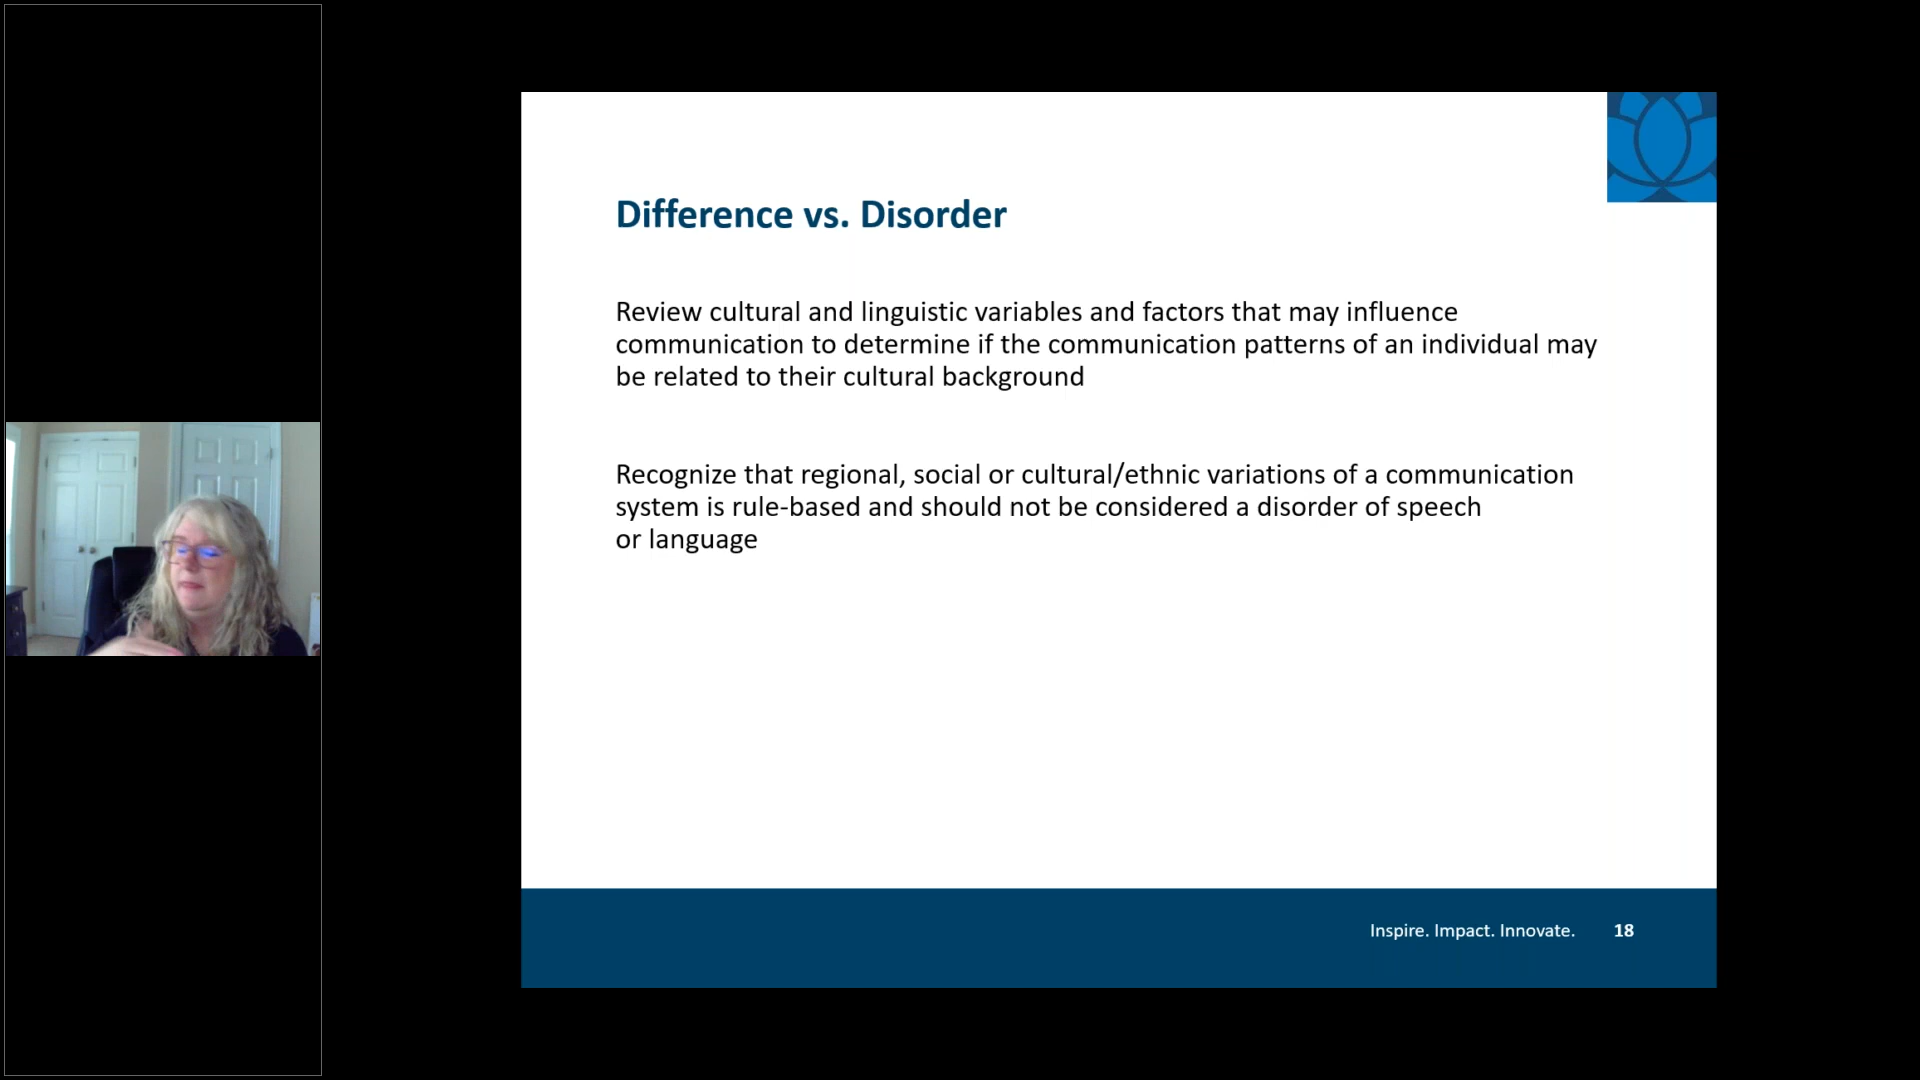 Difference vs. Disorder
Review cultural and linguistic variables and factors that may influence
communication to determine if the communication patterns of an individual may
be related to their cultural background
Recognize that regional, social or cultural/ethnic variations of a communication
system is rule-based and should not be considered a disorder of speech
or language
Inspire. Impact. Innovate.
18